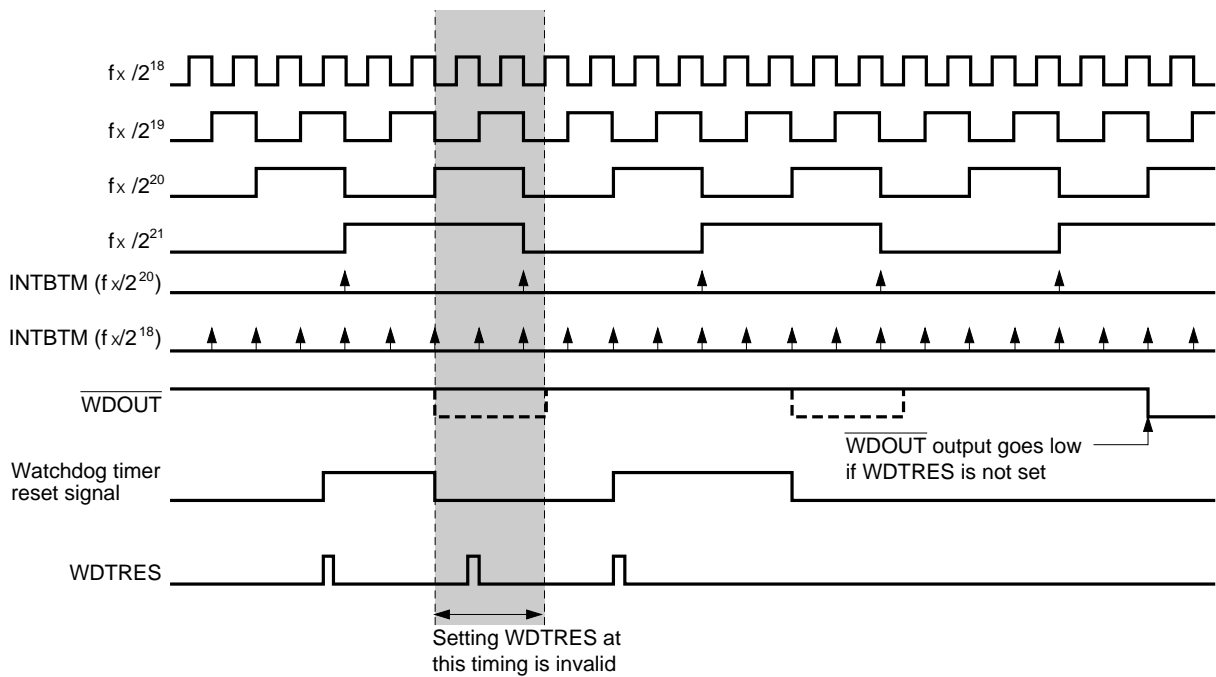 fx/2^18
fx/2^19
fx/2^20
fx/2^21
INTBTM (fx/2^20)
INTBTM (fx/2^18)
WDOUT
WDOUT output goes low
if WDTRES is not set
Watchdog timer
reset signal
WDTRES
Setting WDTRES at
this timing is invalid